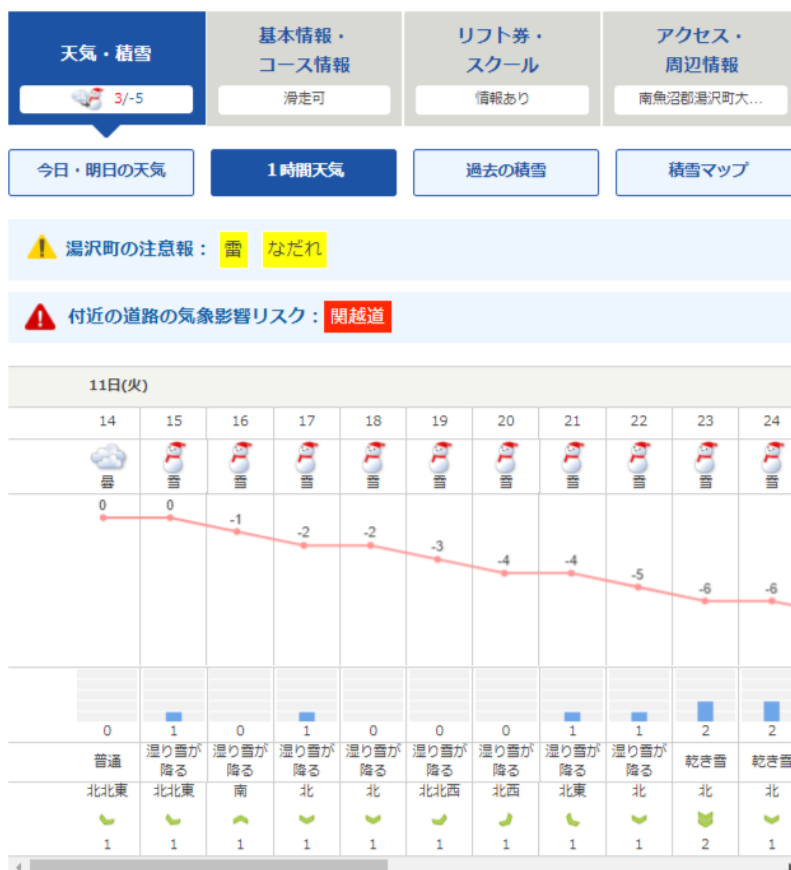 天気・積雪
3/-5
基本情報・
コース情報
滑走可
リフト券・
スクール
情報あり
アクセス・
周辺情報
南魚沼郡湯沢町大...
今日・明日の天気 1時間天気 過去の積雪 積雪マップ
湯沢町の注意報： 雷 なだれ
付近の道路の気象影響リスク： 関越道
11日(火)
14 15 16 17 18 19 20 21 22 23 24
曇 雪 雪 雪 雪 雪 雪 雪 雪 雪 雪
0 0 -1 -2 -2 -3 -4 -4 -5 -6 -6
0 1 0 1 0 0 0 1 1 2 2
普通 湿り雪が降る 湿り雪が降る 湿り雪が降る 湿り雪が降る 湿り雪が降る 湿り雪が降る 湿り雪が降る 湿り雪が降る 乾き雪 乾き雪
北北東 北北東 南 北 北 北北西 北西 北東 北 北 北
1 1 1 1 1 1 1 1 1 2 1